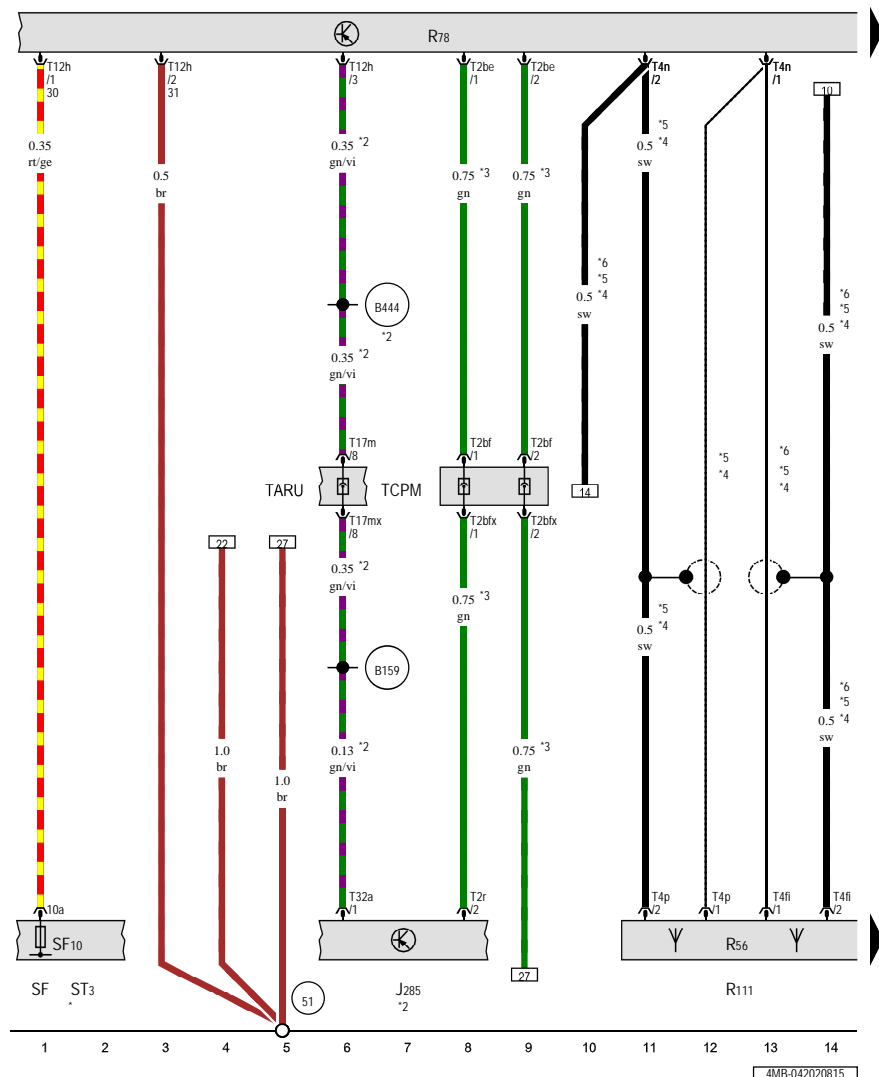 R78
T12h
/1
30
T12h
/2
31
T12h
/3
T2be
/1
T2be
/2
T4n
/2
T4n
/1
10
0.35
rt/ge
0.5
br
0.35 *2
gn/vi
0.75 *3
gn
0.75 *3
gn
*5
0.5 *4
sw
*6
*5
0.5 *4
sw
*6
*5
0.5 *4
sw
B444
*2
0.35 *2
gn/vi
T17m
/8
T2bf
/1
T2bf
/2
*5
*4
*6
*5
*4
TARU
TCPM
14
T17mx
/8
T2bfx
/1
T2bfx
/2
22
27
0.35 *2
gn/vi
0.75 *3
gn
*5
0.5 *4
sw
B159
*6
*5
0.5 *4
sw
1.0
br
1.0
br
0.13 *2
gn/vi
0.75 *3
gn
10a
T32a
/1
T2r
/2
T4p
/2
T4p
/1
T4fi
/1
T4fi
/2
SF10
R56
27
SF ST3
*
51
J285
*2
R111
1 2 3 4 5 6 7 8 9 10 11 12 13 14
4MB-042020815